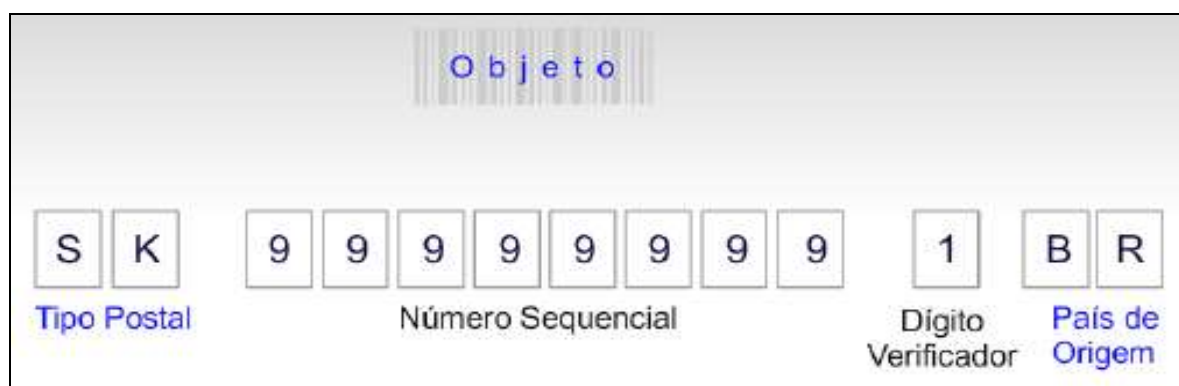 Objeto
S K 9 9 9 9 9 9 9 9 1 B R
Tipo Postal Número Sequencial Dígito Verificador País de Origem